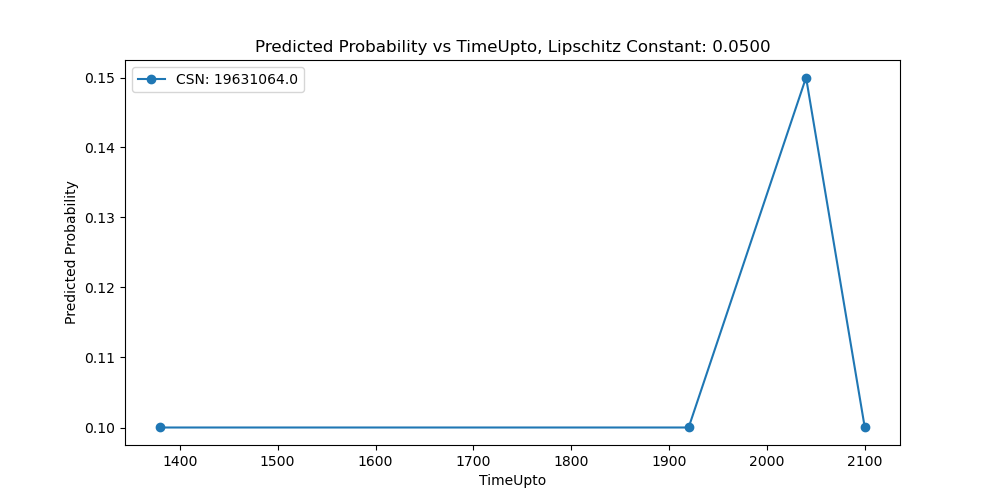 Predicted Probability vs TimeUpto, Lipschitz Constant: 0.0500
CSN: 19631064.0
Predicted Probability
0.15
0.14
0.13
0.12
0.11
0.10
1400 1500 1600 1700 1800 1900 2000 2100
TimeUpto